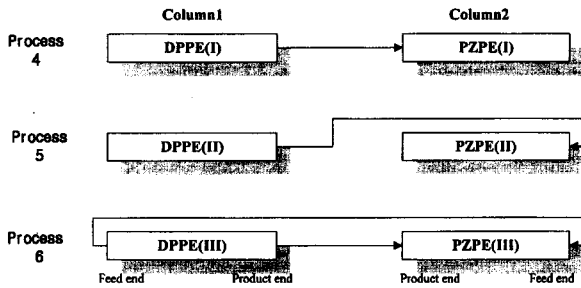 Column1 Column2
Process 4 DPPE(I) PZPE(I)
Process 5 DPPE(II) PZPE(II)
Process 6 DPPE(III) PZPE(III)
Feed end Product end Product end Feed end